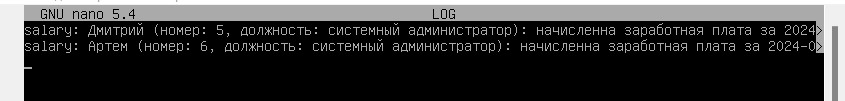 GNU nano 5.4 LOG
salary: Дмитрий (номер: 5, должность: системный администратор): начисленна заработная плата за 2024>
salary: Артем (номер: 6, должность: системный администратор): начисленна заработная плата за 2024-0>